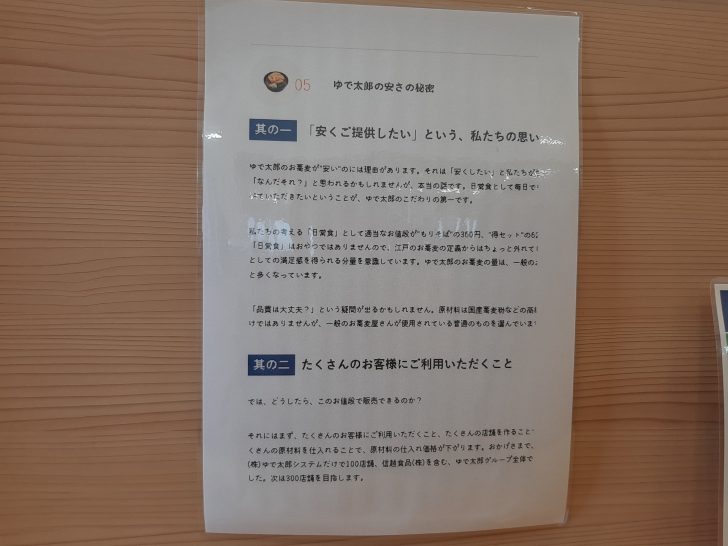 05 ゆで太郎の安さの秘密
其の一 「安くご提供したい」という、私たちの思い
ゆで太郎のお蕎麦が"安い"のには理由があります。それは「安くしたい」と私たちが
「なんだそれ？」と思われるかもしれませんが、本当の話です。日常食として毎日で
べていただきたいということが、ゆで太郎のこだわりの第一です。
私たちの考える「日常食」として適当なお値段が"もりそば"の360円、"得セット"の
「日常食」はおやつではありませんので、江戸のお蕎麦の定義からはちょっと外れて
としての満足感を得られる分量を意識しています。ゆで太郎のお蕎麦の量は、一般の
と多くなっています。
「品質は大丈夫？」という疑問が出るかもしれません。原材料は国産蕎麦粉などの高
けではありませんが、一般のお蕎麦屋さんが使用されている普通のものを選んでいま
其の二 たくさんのお客様にご利用いただくこと
では、どうしたら、このお値段で販売できるのか？
それにはまず、たくさんのお客様にご利用いただくこと、たくさんの店舗を作ること
くさんの原材料を仕入れることで、原材料の仕入れ価格が下がります。おかげさまで、
(株)ゆで太郎システムだけで100店舗、信越食品(株)を含む、ゆで太郎グループ全体で
した。次は300店舗を目指します。